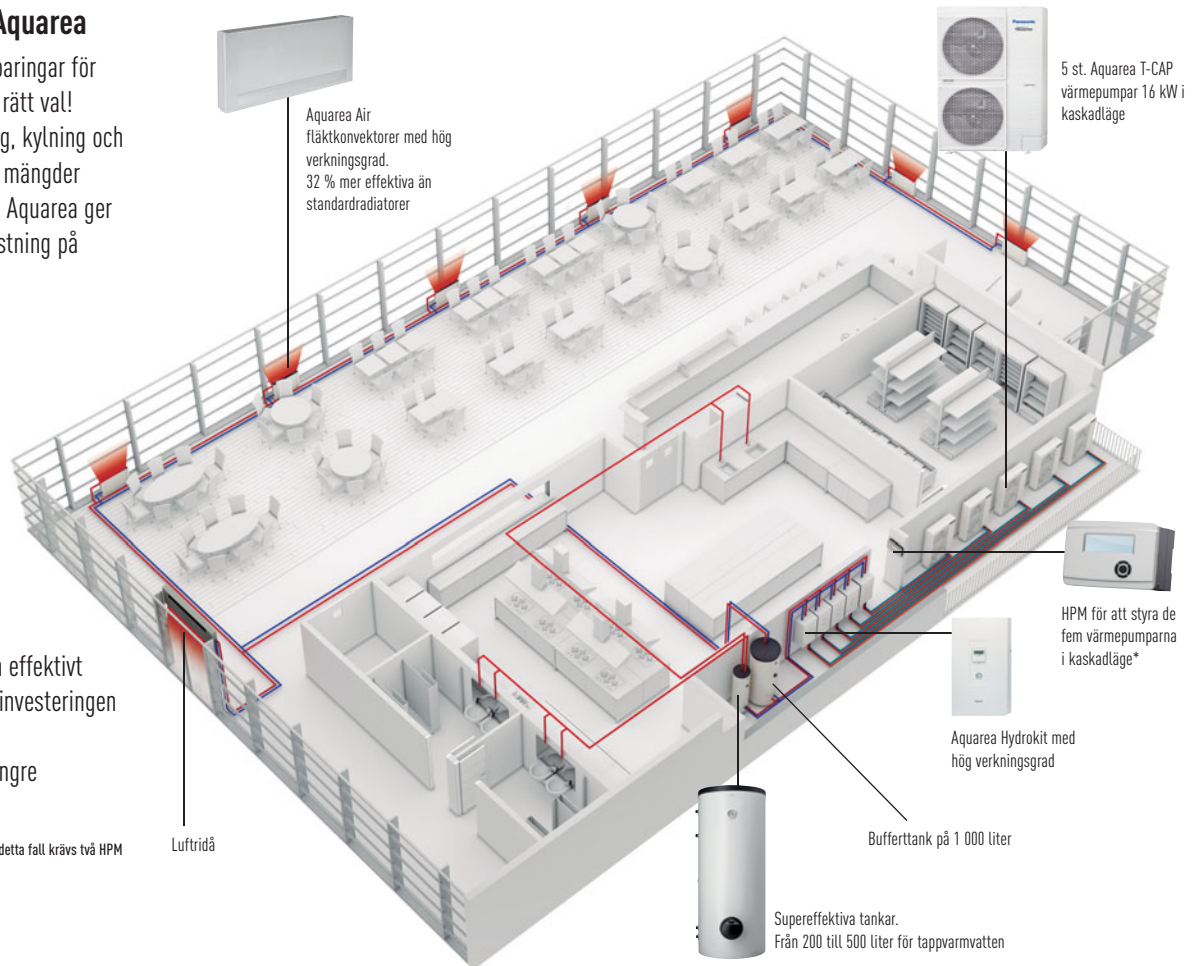 Aquarea
paringar för
rätt val!
g, kylning och
mängder
Aquarea ger
stning på
effektivt
investeringen
ngre
detta fall krävs två HPM
Aquarea Air
fläktkonvektorer med hög
verkningsgrad.
32 % mer effektiva än
standardradiatorer
Panasonic
5 st. Aquarea T-CAP
värmepumpar 16 kW i
kaskadläge
HPM för att styra de
fem värmepumparna
i kaskadläge*
Aquarea Hydrokit med
hög verkningsgrad
Bufferttank på 1 000 liter
Supereffektiva tankar.
Från 200 till 500 liter för tappvarmvatten
Luftridå